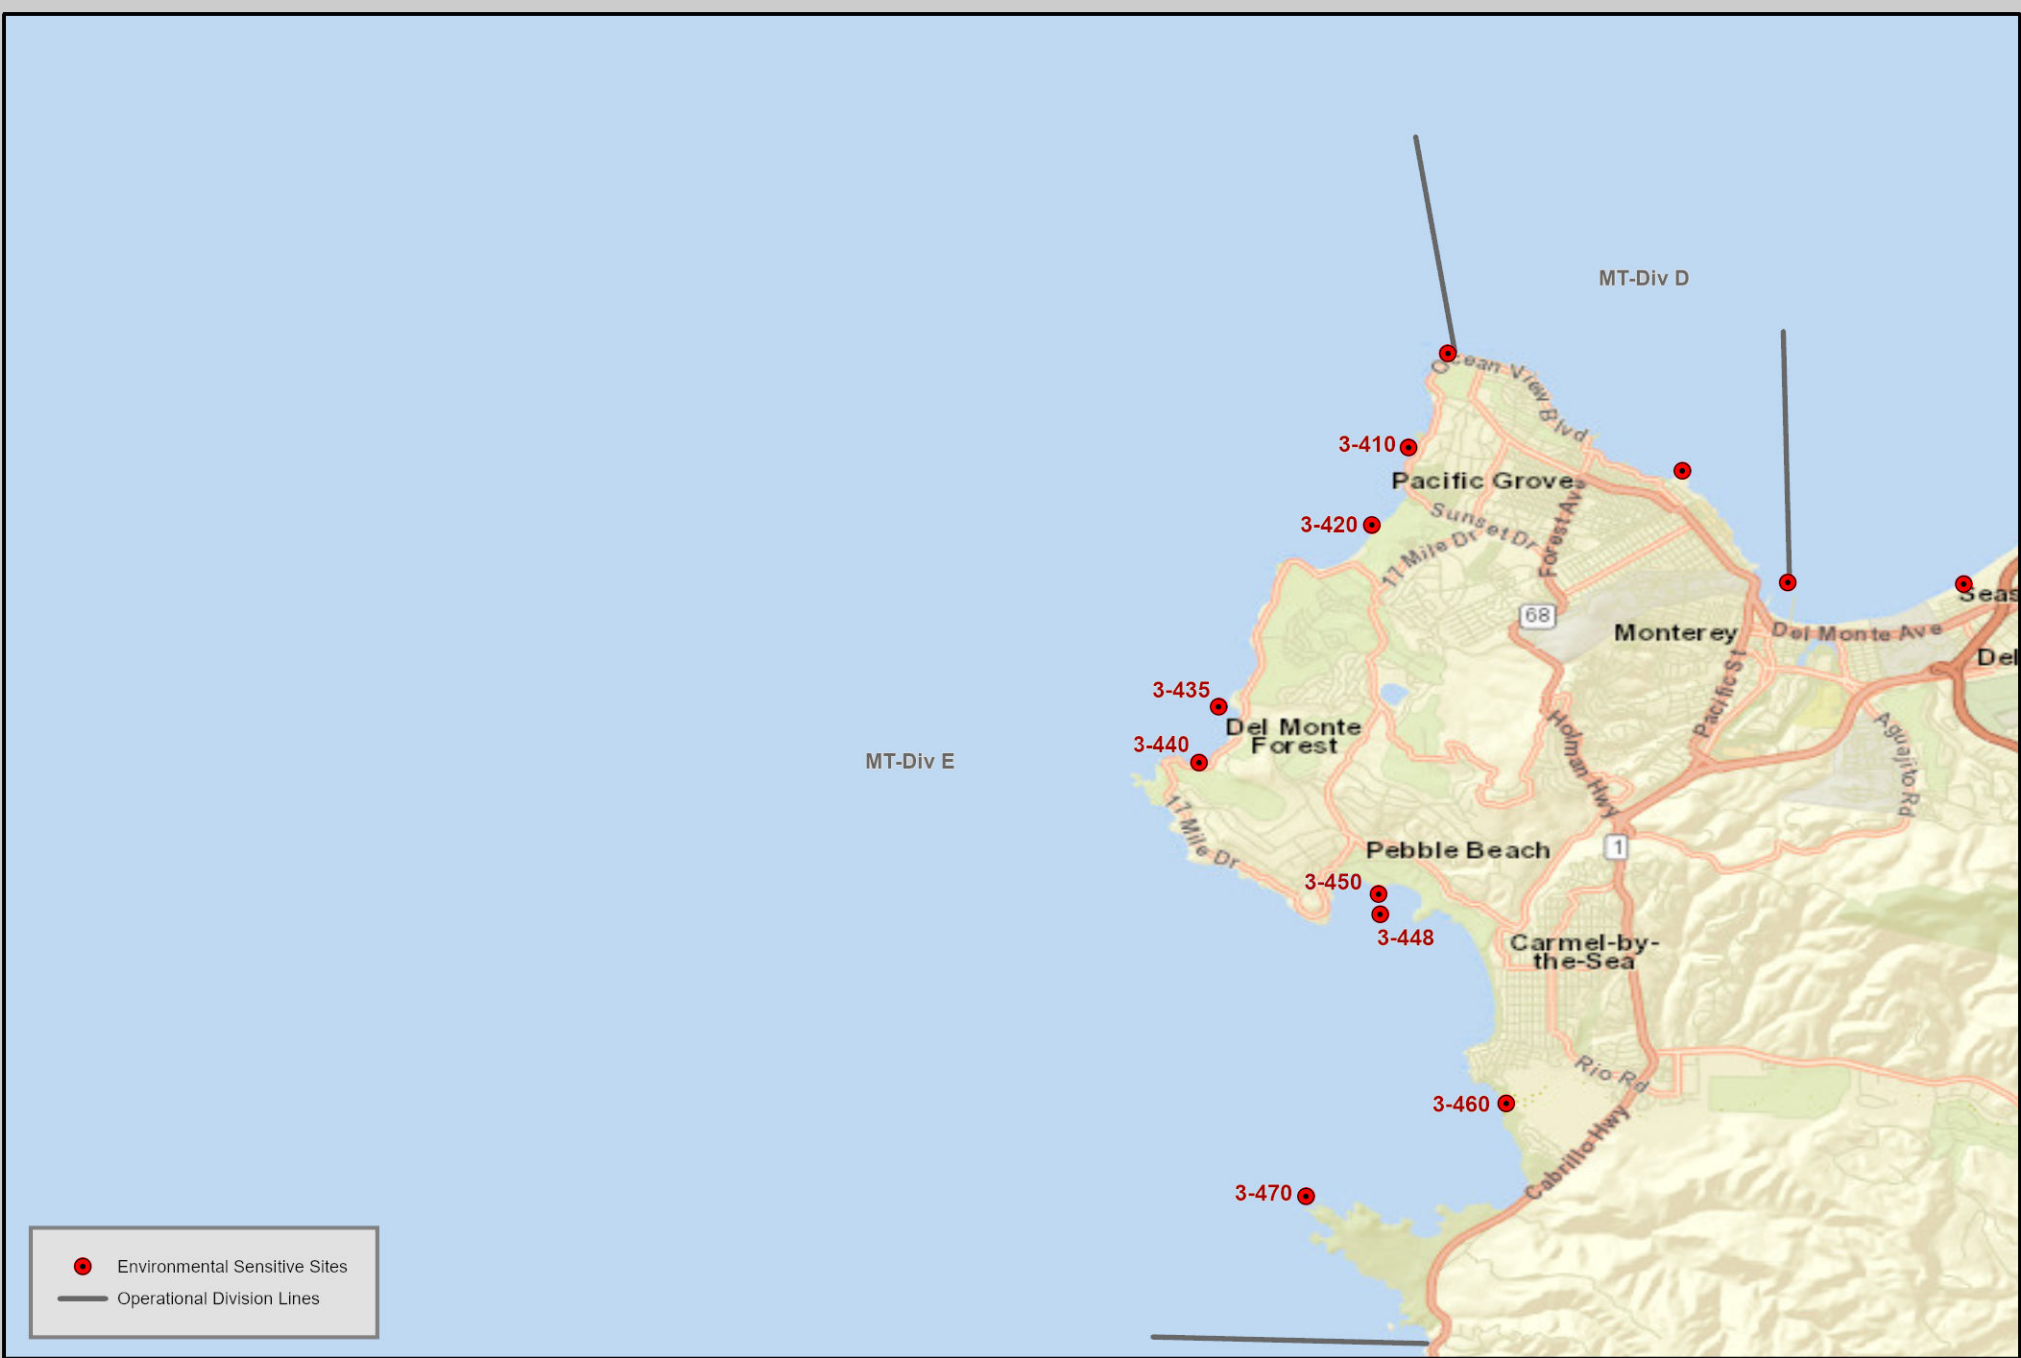 MT-Div D
Ocean View Blvd
3-410
Pacific Grove
3-420
Sunset Dr
17 Mile Dr
Forest Ave
68
Seas
Monterey
Del Monte Ave
Del
Pacific St
3-435
Del Monte
Forest
3-440
MT-Div E
Holman Hwy
Aguajito Rd
17 Mile Dr
Pebble Beach
1
3-450
3-448
Carmel-by-
the-Sea
Rio Rd
3-460
Cabrillo Hwy
3-470
Environmental Sensitive Sites
Operational Division Lines